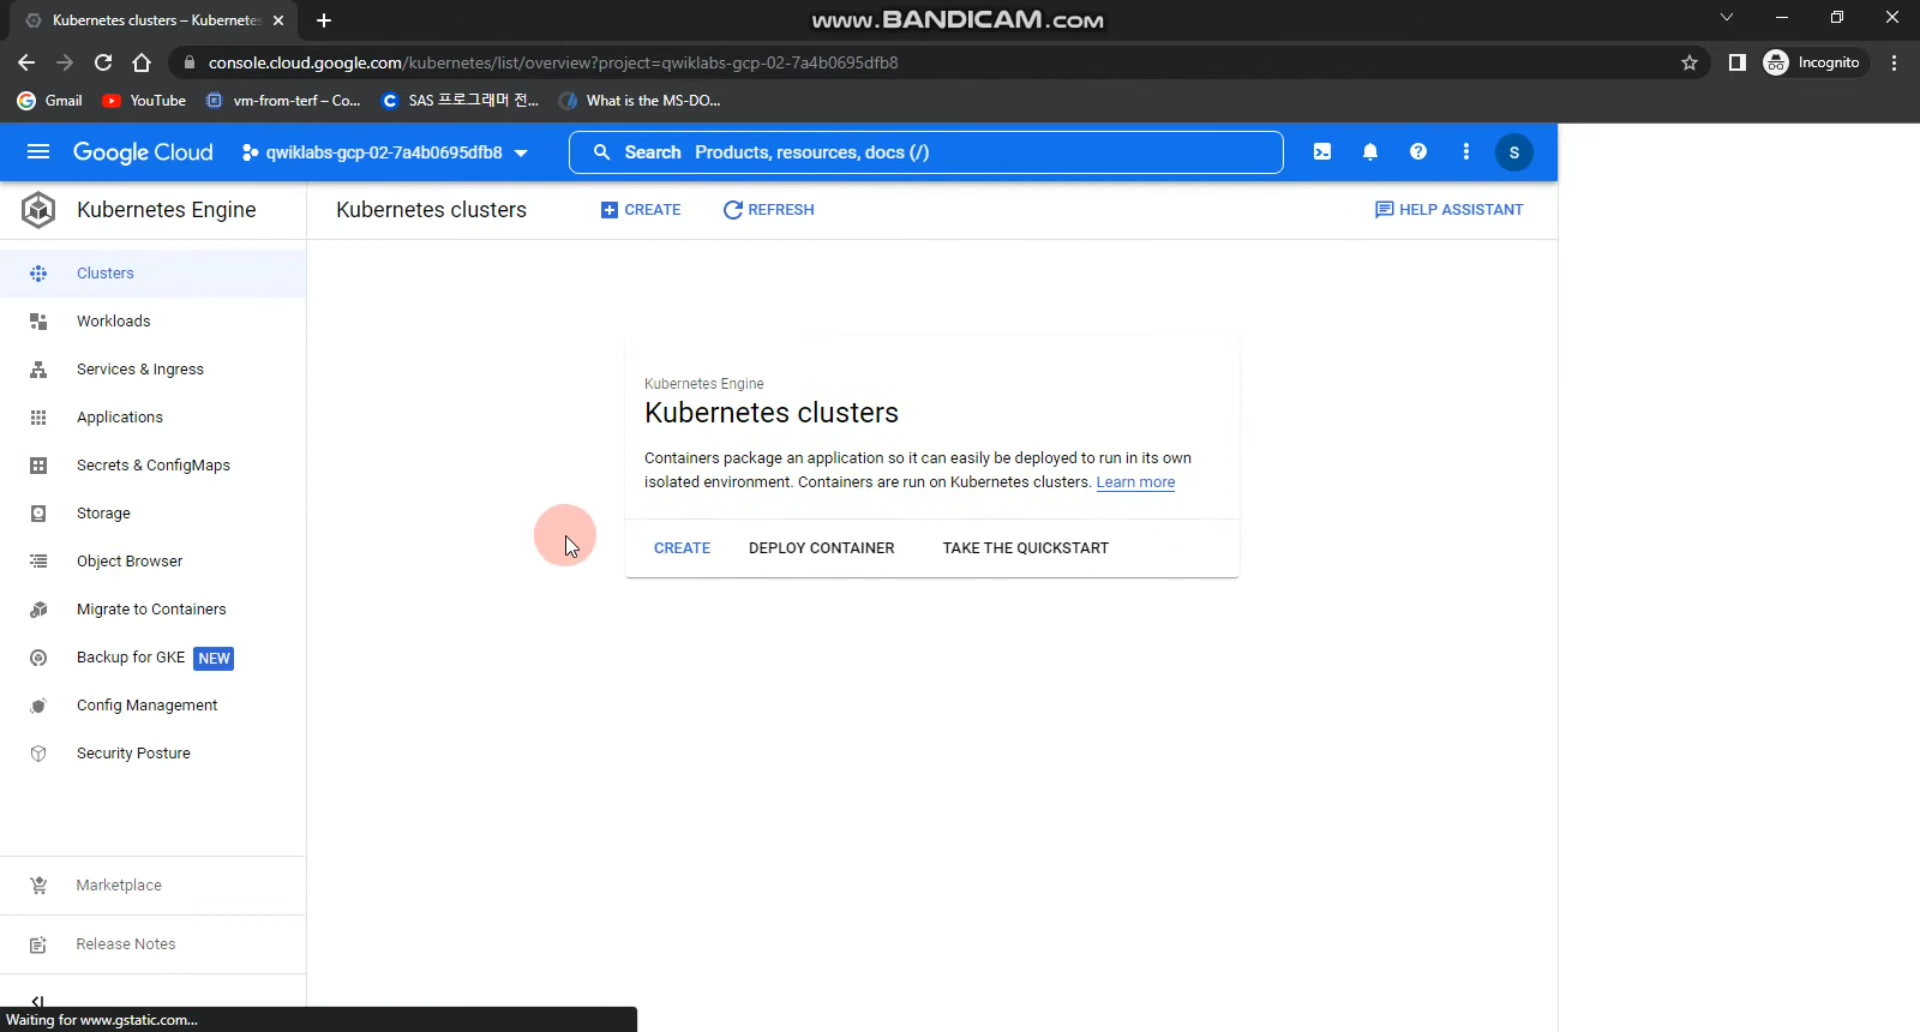 Kubernetes clusters – Kubernetes
www.BANDICAM.COM
console.cloud.google.com/kubernetes/list/overview?project=qwiklabs-gcp-02-7a4b0695dfb8
Incognito
Gmail
YouTube
vm-from-terf – Co...
SAS 프로그래머 전...
What is the MS-DO...
Google Cloud
qwiklabs-gcp-02-7a4b0695dfb8
Search Products, resources, docs (/)
S
Kubernetes Engine
Kubernetes clusters
CREATE
REFRESH
HELP ASSISTANT
Clusters
Workloads
Services & Ingress
Applications
Secrets & ConfigMaps
Storage
Object Browser
Migrate to Containers
Backup for GKE NEW
Config Management
Security Posture
Marketplace
Release Notes
Kubernetes Engine
Kubernetes clusters
Containers package an application so it can easily be deployed to run in its own
isolated environment. Containers are run on Kubernetes clusters. Learn more
CREATE
DEPLOY CONTAINER
TAKE THE QUICKSTART
Waiting for www.gstatic.com...